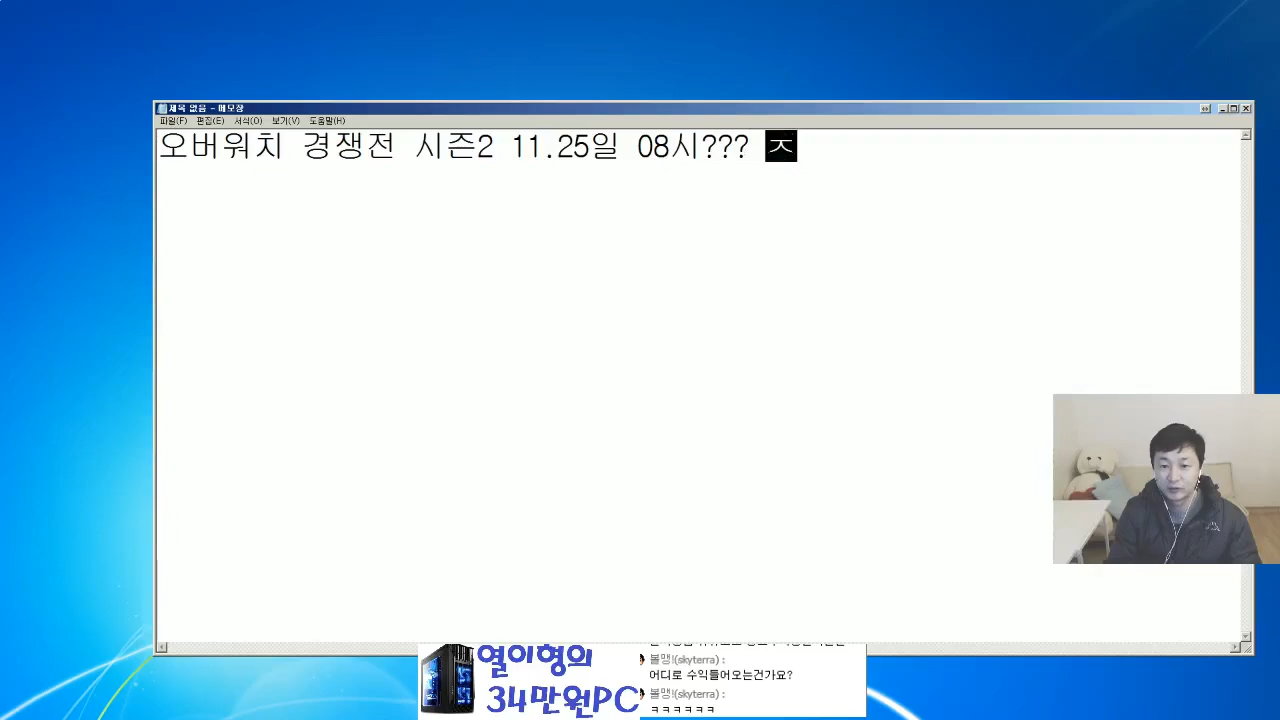 제목 없음 - 메모장
파일(F) 편집(E) 서식(O) 보기(V) 도움말(H)
오버워치 경쟁전 시즌2 11.25일 08시??? ㅈ
열이형의
34만원PC
볼맹!(skyterra) :
어디로 수익들어오는건가요?
볼맹!(skyterra) :
ㅋㅋㅋㅋㅋㅋ